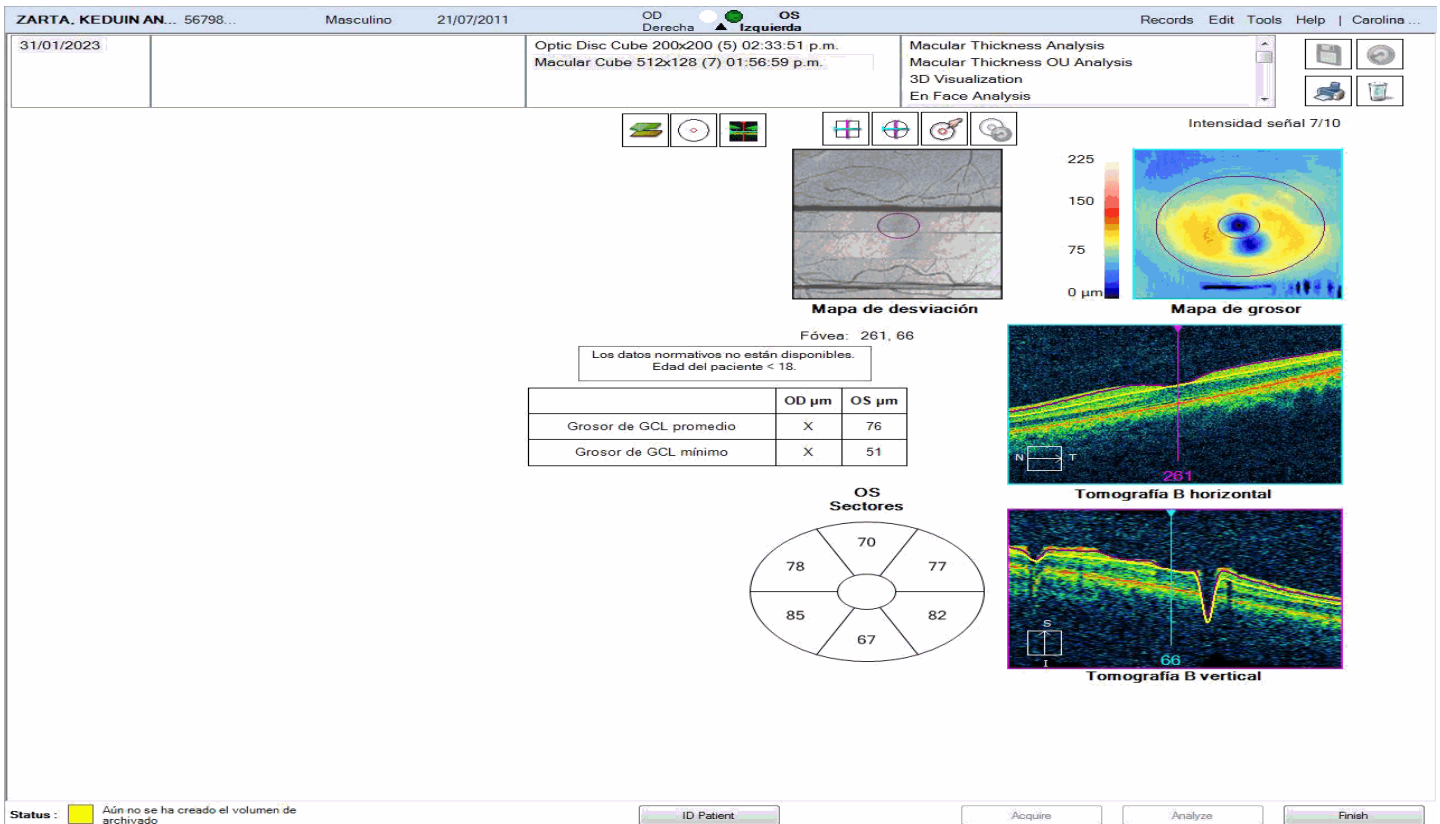 ZARTA, KEDUIN AN... 56798... Masculino 21/07/2011 OD OS Records Edit Tools Help | Carolina ...
Derecha Izquierda
31/01/2023
Optic Disc Cube 200x200 (5) 02:33:51 p.m.
Macular Cube 512x128 (7) 01:56:59 p.m.
Macular Thickness Analysis
Macular Thickness OU Analysis
3D Visualization
En Face Analysis
Intensidad señal 7/10
225
150
75
0 µm
Mapa de desviación
Mapa de grosor
Fóvea: 261, 66
Los datos normativos no están disponibles.
Edad del paciente < 18.
OD µm OS µm
Grosor de GCL promedio X 76
Grosor de GCL mínimo X 51
N T
261
Tomografía B horizontal
OS
Sectores
70
78 77
85 82
67
S
I
66
Tomografía B vertical
Status : Aún no se ha creado el volumen de
archivado
ID Patient Acquire Analyze Finish